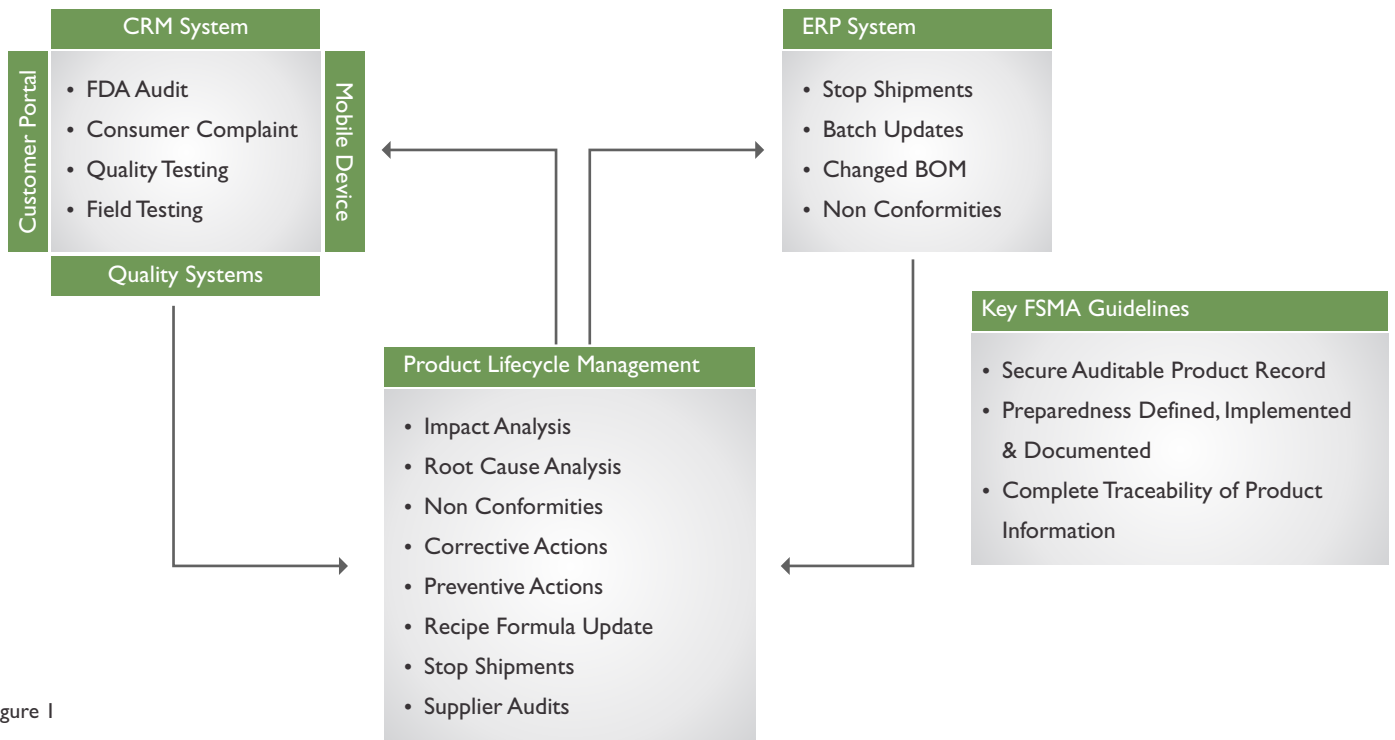 CRM System
Customer Portal
• FDA Audit
• Consumer Complaint
• Quality Testing
• Field Testing
Mobile Device
Quality Systems
ERP System
• Stop Shipments
• Batch Updates
• Changed BOM
• Non Conformities
Key FSMA Guidelines
• Secure Auditable Product Record
• Preparedness Defined, Implemented
& Documented
• Complete Traceability of Product
Information
Product Lifecycle Management
• Impact Analysis
• Root Cause Analysis
• Non Conformities
• Corrective Actions
• Preventive Actions
• Recipe Formula Update
• Stop Shipments
• Supplier Audits
gure 1